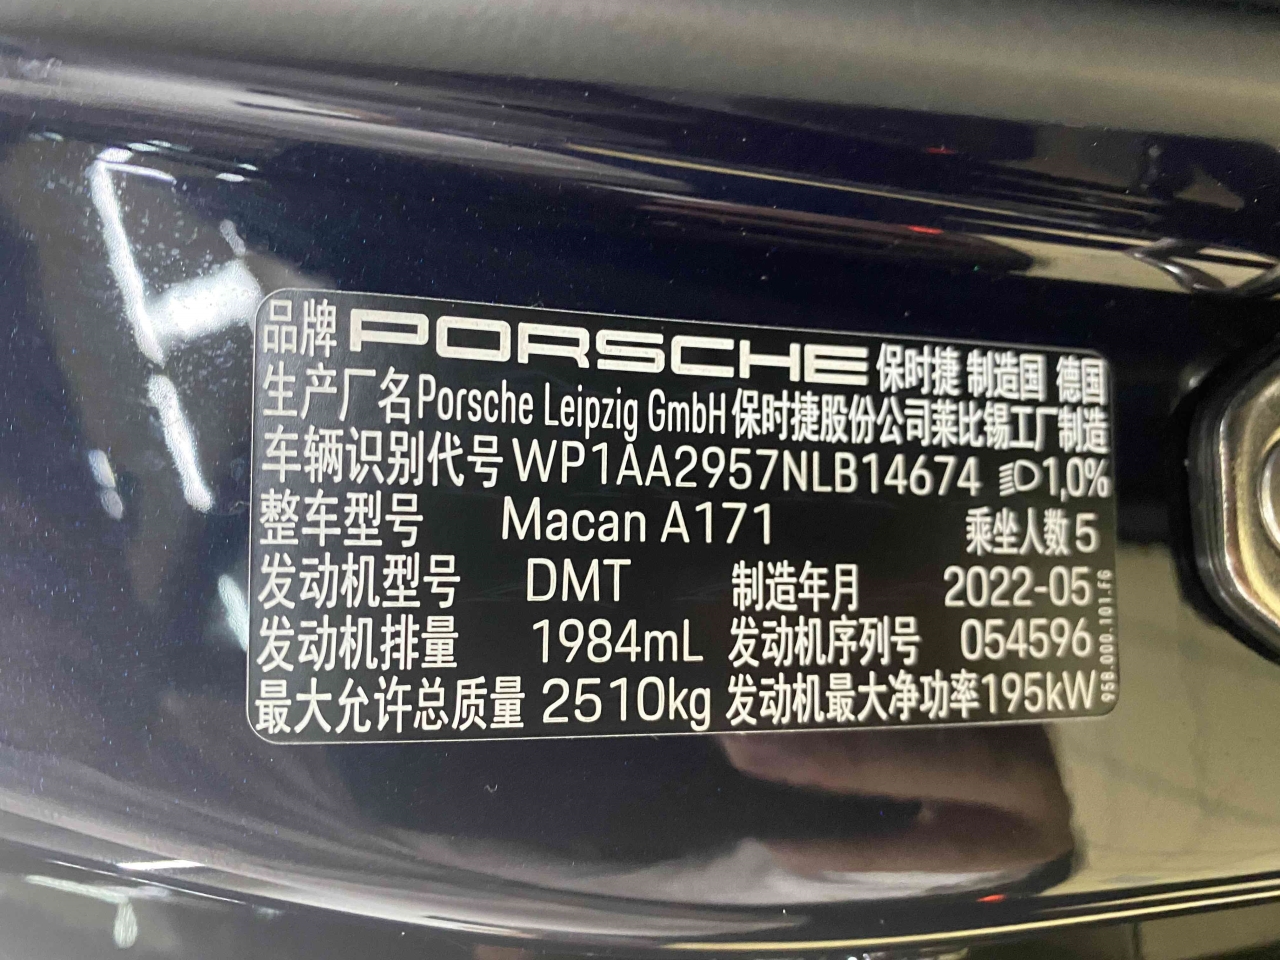 品牌 PORSCHE 保时捷 制造国 德国
生产厂名 Porsche Leipzig GmbH 保时捷股份公司莱比锡工厂制造
车辆识别代号 WP1AA2957NLB14674 1,0%
整车型号 Macan A171 乘坐人数 5
发动机型号 DMT 制造年月 2022-05
发动机排量 1984mL 发动机序列号 054596
最大允许总质量 2510kg 发动机最大净功率 195kW
95B.000.101.FG